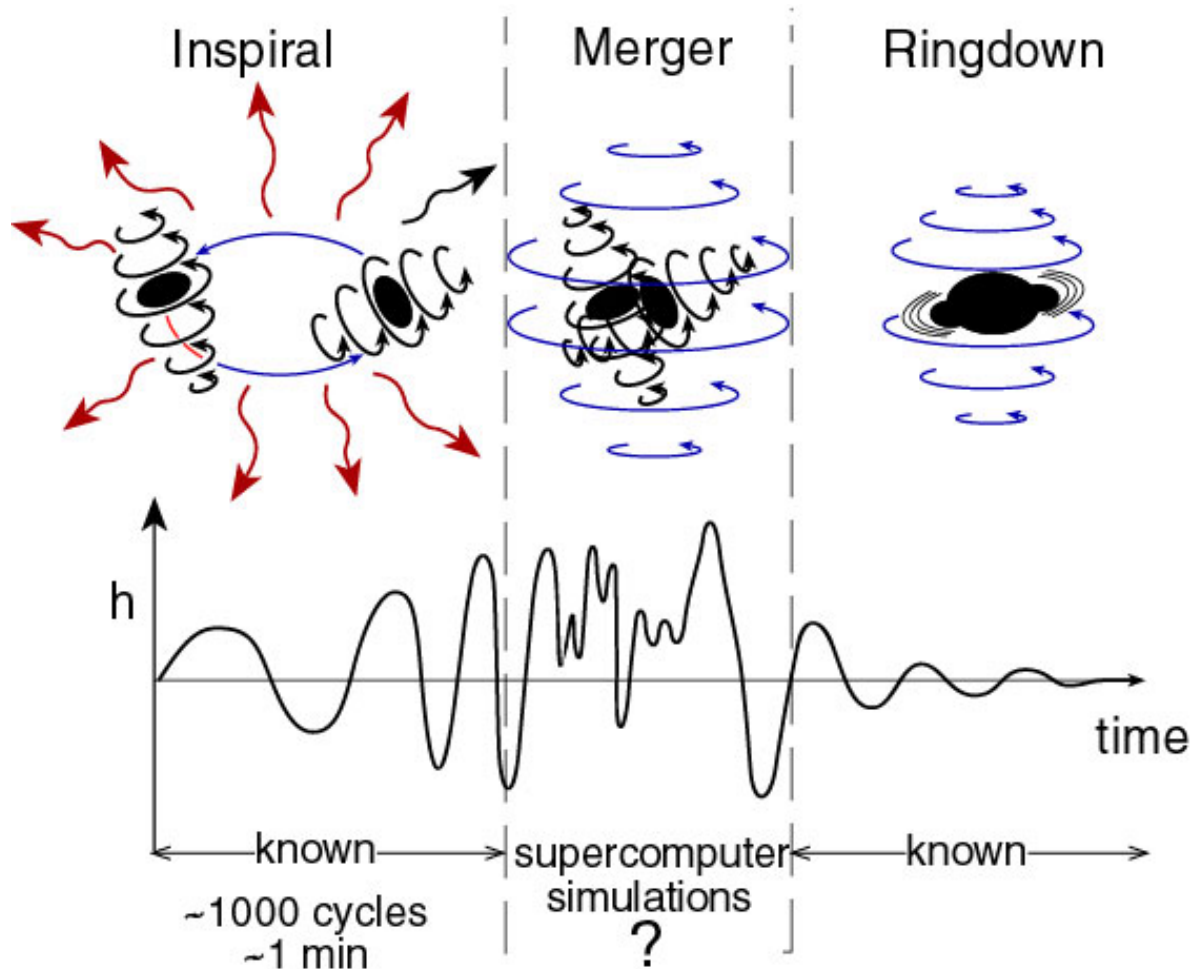 Inspiral
Merger
Ringdown
h
time
known
supercomputer
simulations
?
known
~1000 cycles
~1 min